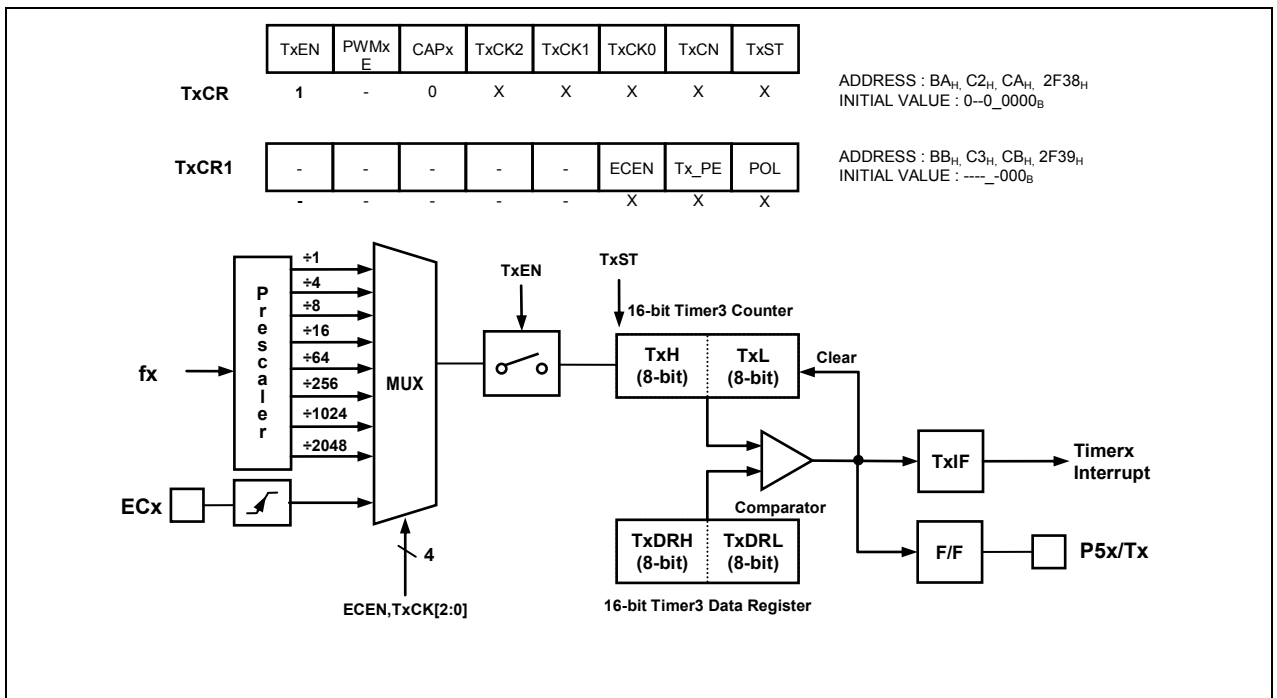 TxEN PWMx E CAPx TxCK2 TxCK1 TxCK0 TxCN TxST
TxCR 1 - 0 X X X X X
ADDRESS : BAH, C2H, CAH, 2F38H
INITIAL VALUE : 0--0_0000B
TxCR1 - - - - - ECEN Tx_PE POL
- - - - - X X X
ADDRESS : BBH, C3H, CBH, 2F39H
INITIAL VALUE : ----_-000B
fx
Prescaler
÷1
÷4
÷8
÷16
÷64
÷256
÷1024
÷2048
ECx
MUX
4
ECEN,TxCK[2:0]
TxEN
TxST
16-bit Timer3 Counter
TxH
(8-bit)
TxL
(8-bit)
Clear
Comparator
TxDRH
(8-bit)
TxDRL
(8-bit)
16-bit Timer3 Data Register
TxIF
Timerx
Interrupt
F/F
P5x/Tx